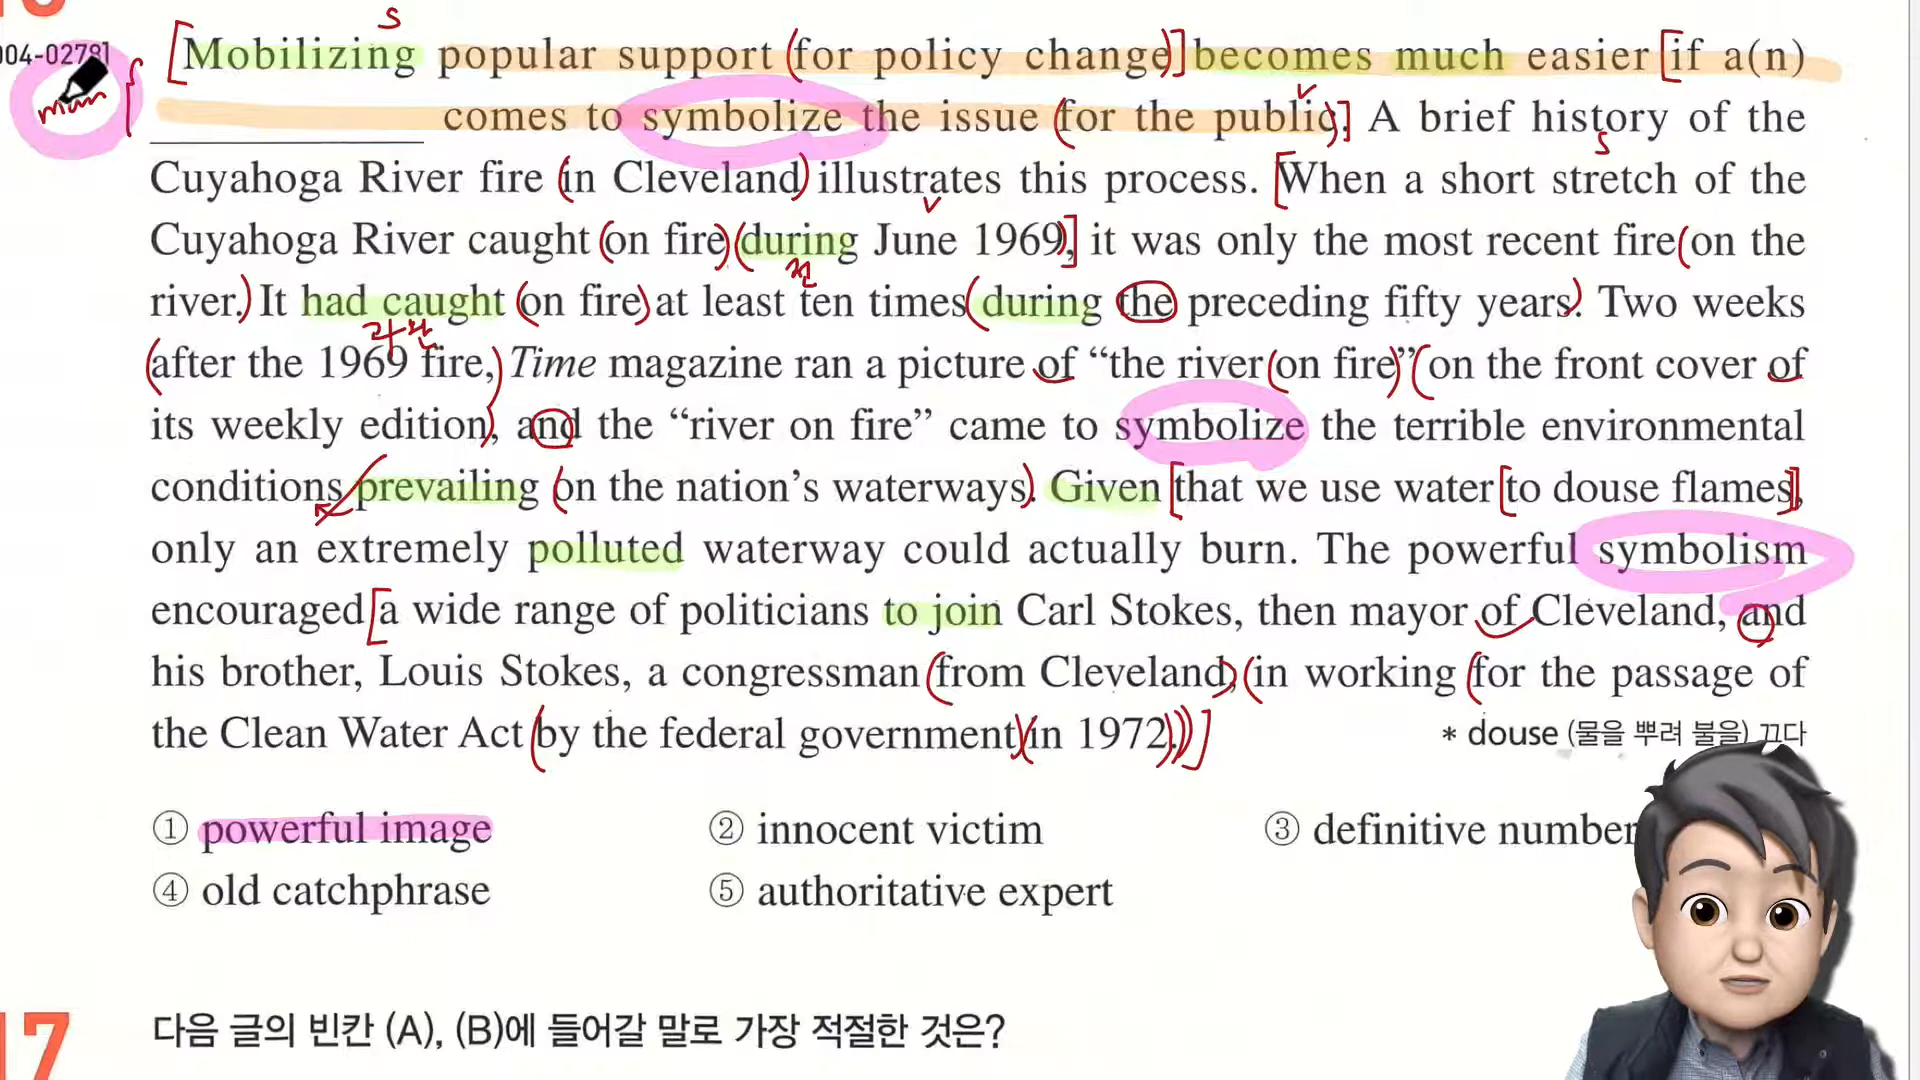 004-0278]
Mobilizing popular support for policy change becomes much easier if a(n)
comes to symbolize the issue for the public. A brief history of the
Cuyahoga River fire in Cleveland illustrates this process. When a short stretch of the
Cuyahoga River caught on fire during June 1969, it was only the most recent fire on the
river. It had caught on fire at least ten times during the preceding fifty years. Two weeks
after the 1969 fire, Time magazine ran a picture of “the river on fire” on the front cover of
its weekly edition, and the “river on fire” came to symbolize the terrible environmental
conditions prevailing on the nation’s waterways. Given that we use water to douse flames,
only an extremely polluted waterway could actually burn. The powerful symbolism
encouraged a wide range of politicians to join Carl Stokes, then mayor of Cleveland, and
his brother, Louis Stokes, a congressman from Cleveland, in working for the passage of
the Clean Water Act by the federal government in 1972.
* douse (물을 뿌려 불을) 끄다
① powerful image ② innocent victim ③ definitive number
④ old catchphrase ⑤ authoritative expert
17 다음 글의 빈칸 (A), (B)에 들어갈 말로 가장 적절한 것은?